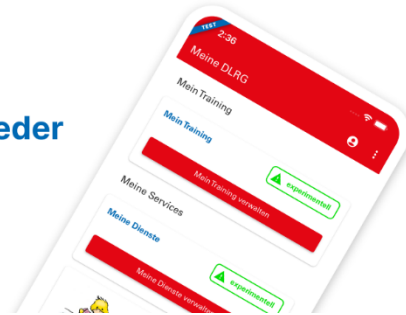 eder
TEST
2:36
Meine DLRG
Mein Training
Mein Training
experimentell
Mein Training verwalten
Meine Services
Meine Dienste
experimentell
Meine Dienste verwalten